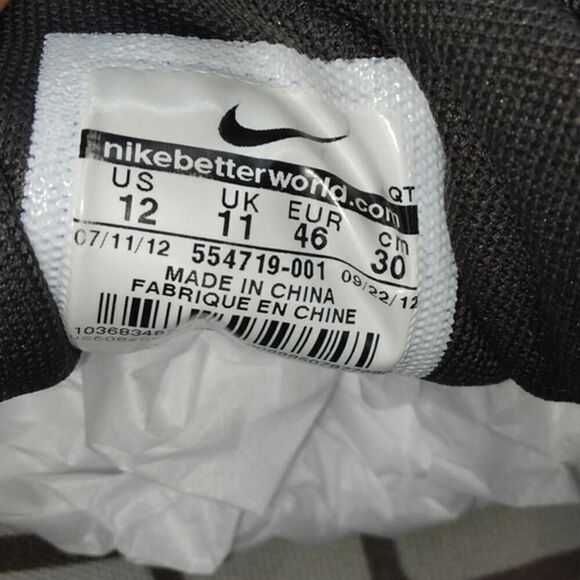 nikebetterworld.com QT
US UK EUR cm
12 11 46 30
07/11/12 554719-001 09/22/12
MADE IN CHINA
FABRIQUE EN CHINE